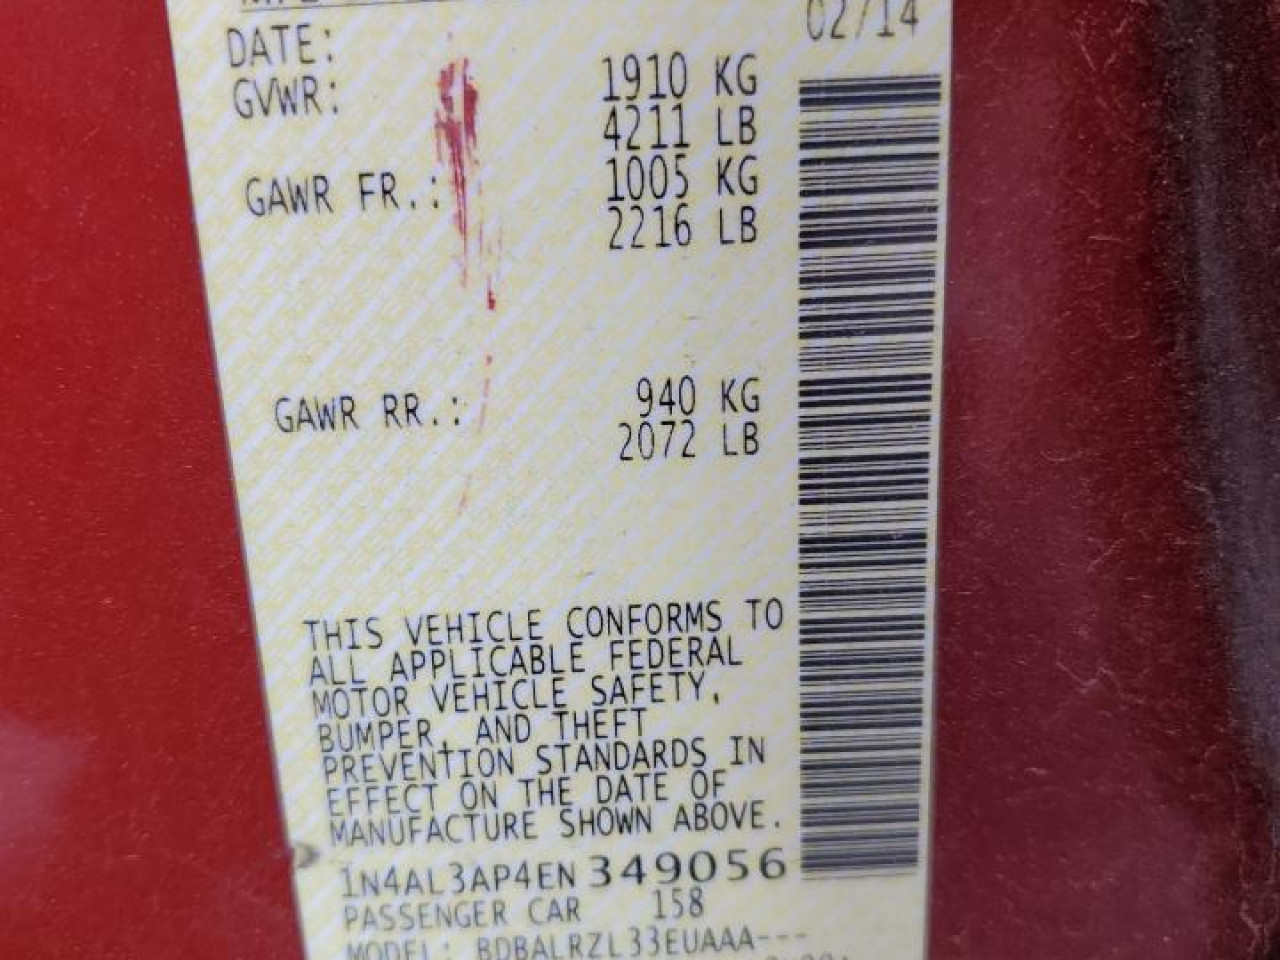 02/14
DATE:
GVWR: 1910 KG
4211 LB
GAWR FR.: 1005 KG
2216 LB
GAWR RR.: 940 KG
2072 LB
THIS VEHICLE CONFORMS TO
ALL APPLICABLE FEDERAL
MOTOR VEHICLE SAFETY,
BUMPER, AND THEFT
PREVENTION STANDARDS IN
EFFECT ON THE DATE OF
MANUFACTURE SHOWN ABOVE.
1N4AL3AP4EN349056
PASSENGER CAR 158
MODEL: BDBALRZL33EUAAA---